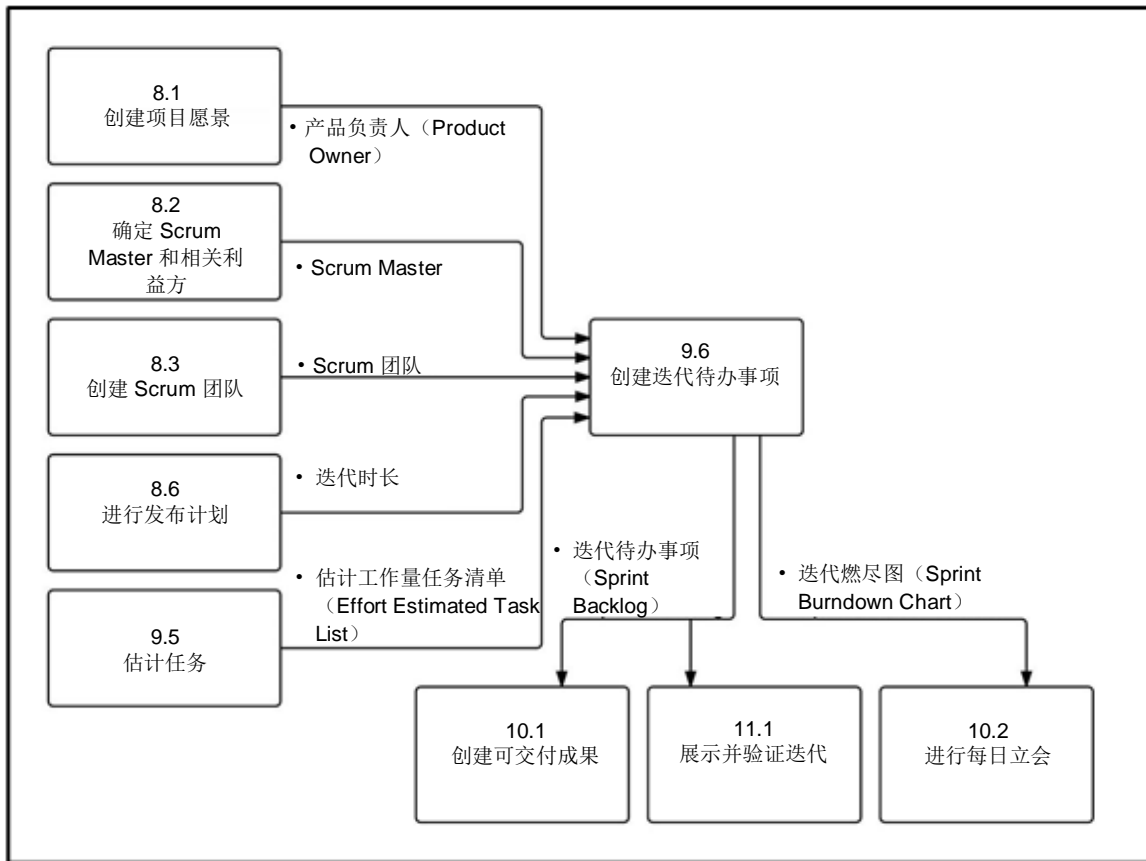 8.1
创建项目愿景
• 产品负责人（Product
Owner）
8.2
确定 Scrum
Master 和相关利
益方
• Scrum Master
8.3
创建 Scrum 团队
• Scrum 团队
9.6
创建迭代待办事项
8.6
进行发布计划
• 迭代时长
9.5
估计任务
• 估计工作量任务清单
（Effort Estimated Task
List）
• 迭代待办事项
（Sprint
Backlog）
• 迭代燃尽图（Sprint
Burndown Chart）
10.1
创建可交付成果
11.1
展示并验证迭代
10.2
进行每日立会